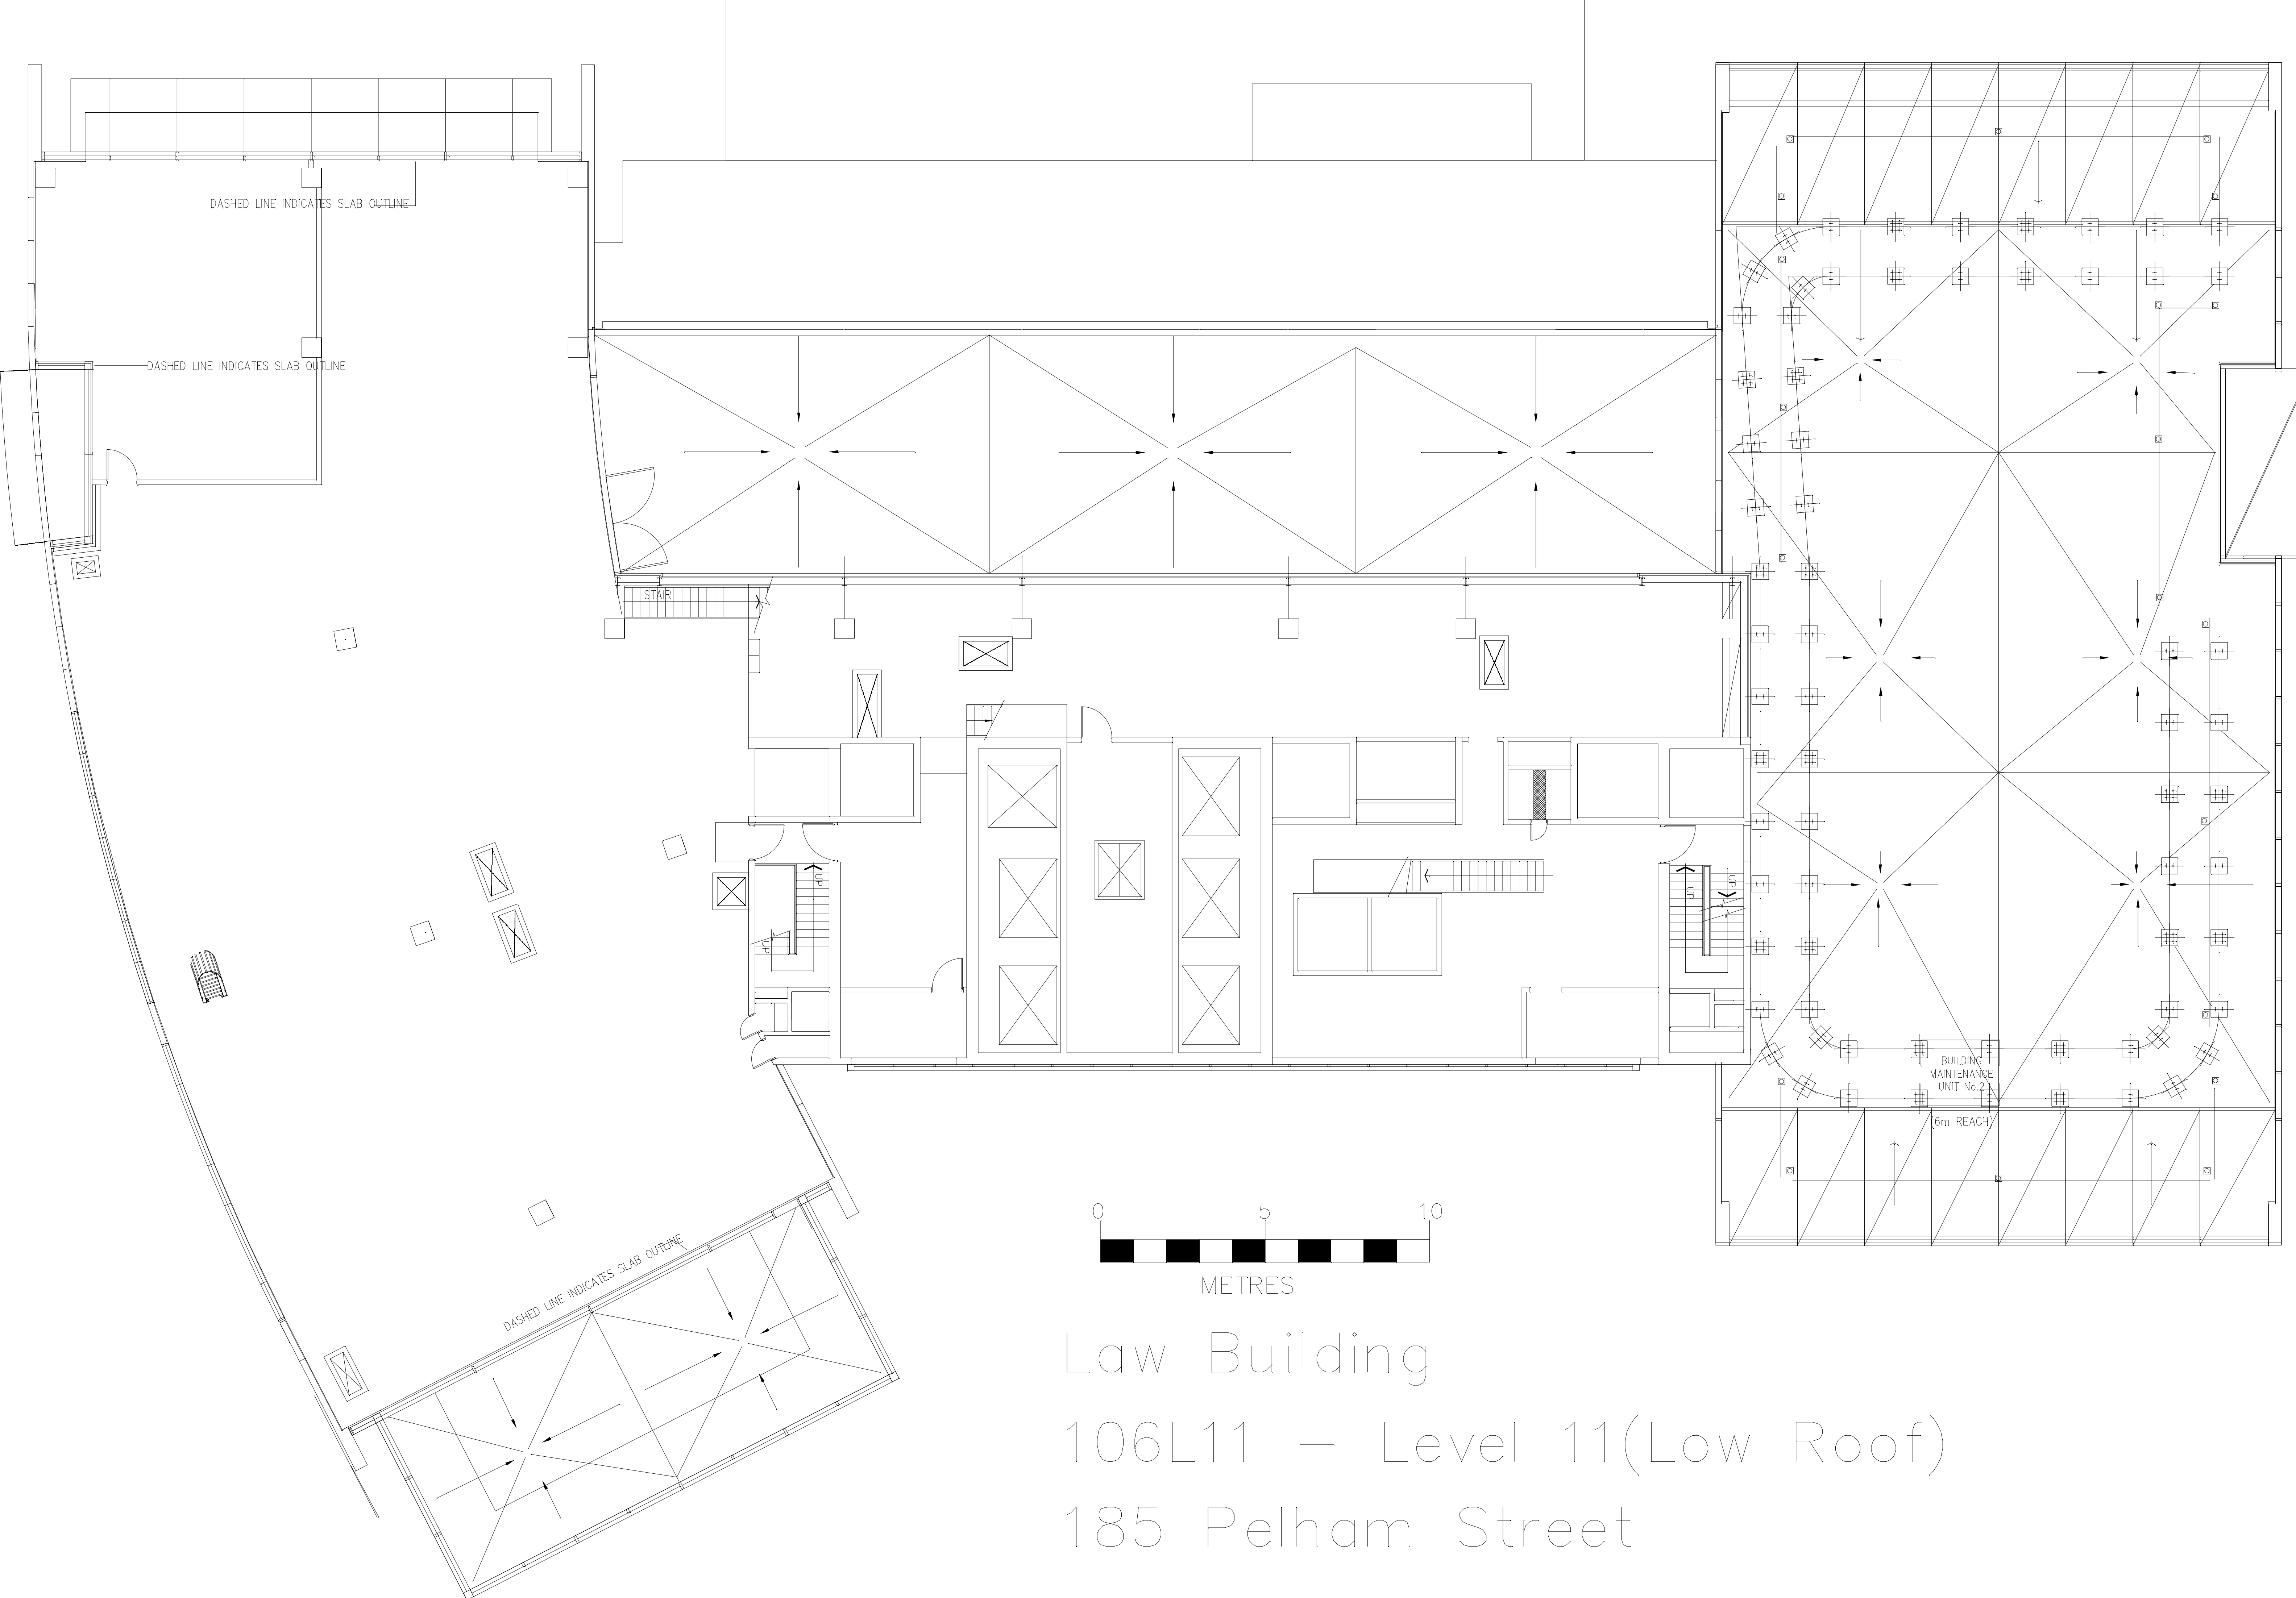 DASHED LINE INDICATES SLAB OUTLINE
DASHED LINE INDICATES SLAB OUTLINE
STAIR
UP
UP
UP
UP
BUILDING
MAINTENANCE
UNIT No.2
(6m REACH)
DASHED LINE INDICATES SLAB OUTLINE
0 5 10
METRES
Law Building
106L11 - Level 11(Low Roof)
185 Pelham Street